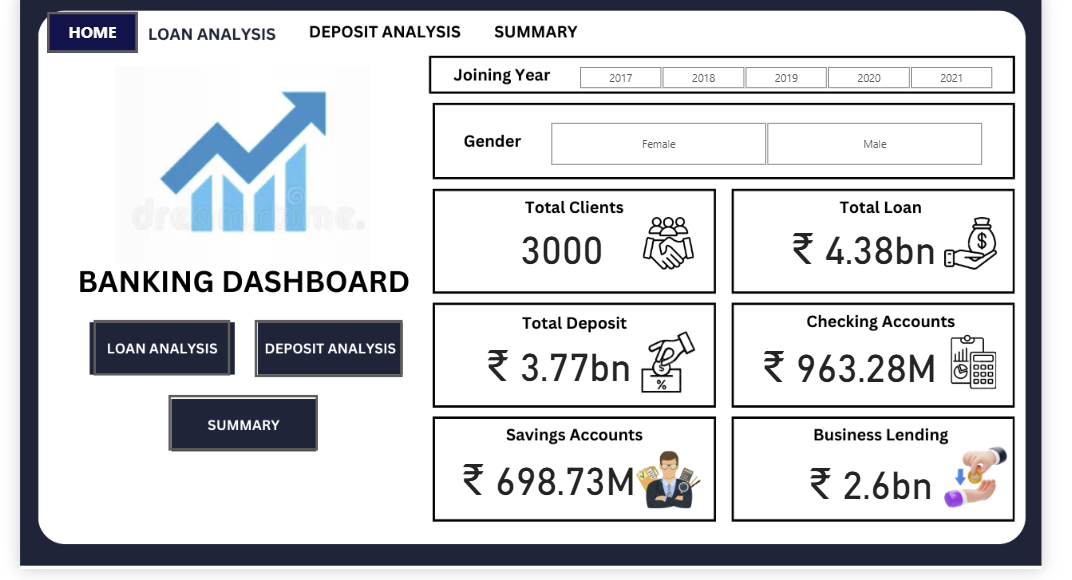 HOME LOAN ANALYSIS DEPOSIT ANALYSIS SUMMARY
Joining Year 2017 2018 2019 2020 2021
Gender Female Male
dreamstime.
BANKING DASHBOARD
LOAN ANALYSIS DEPOSIT ANALYSIS
SUMMARY
Total Clients
3000
Total Loan
₹ 4.38bn
$
Total Deposit
₹ 3.77bn
$
%
Checking Accounts
₹ 963.28M
Savings Accounts
₹ 698.73M
Business Lending
₹ 2.6bn